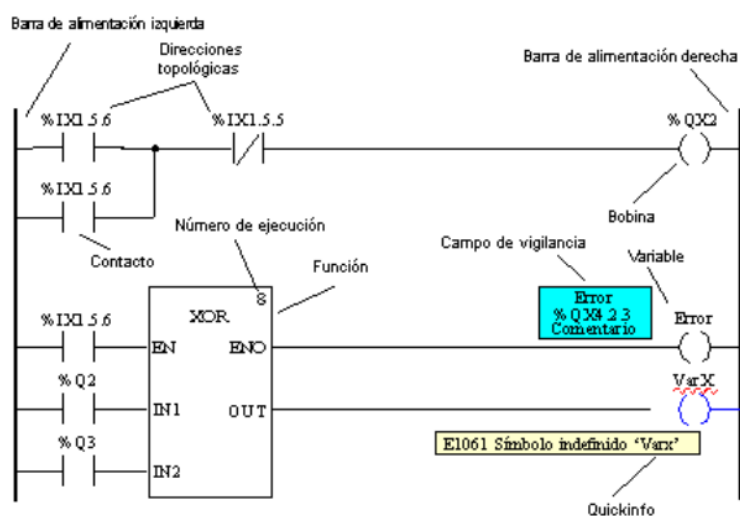 Barra de alimentación izquierda
Direcciones
topológicas
Barra de alimentación derecha
%IX1.5.6
%IX1.5.5
%QX2
%IX1.5.6
Bobina
Contacto
Número de ejecución
Función
Campo de vigilancia
Variable
8
XOR
Error
%QX4.2.3
Comentario
Error
%IX1.5.6
EN
ENO
%Q2
VarX
IN1
OUT
%Q3
E1061 Símbolo indefinido ‘Varx’
IN2
Quickinfo